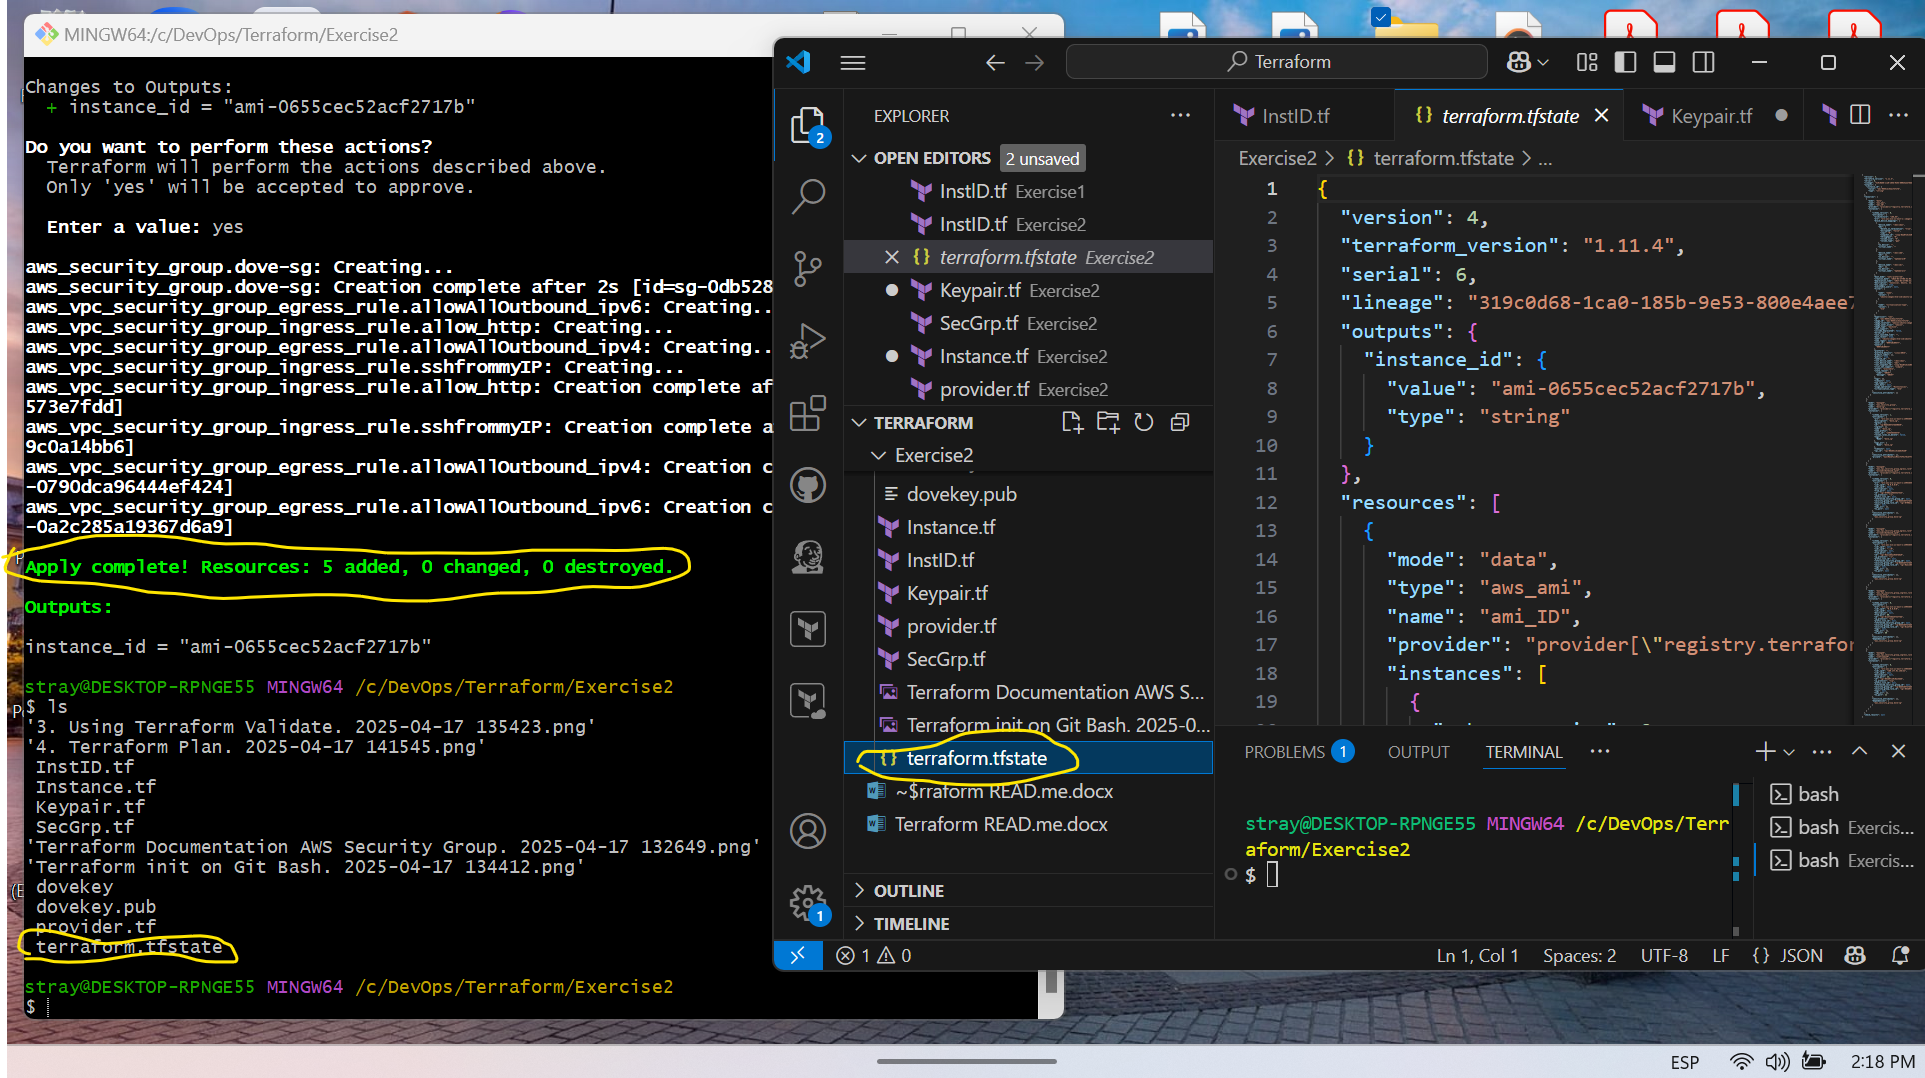 MINGW64:/c/DevOps/Terraform/Exercise2
Changes to Outputs:
+ instance_id = "ami-0655cec52acf2717b"
Do you want to perform these actions?
Terraform will perform the actions described above.
Only 'yes' will be accepted to approve.
Enter a value: yes
aws_security_group.dove-sg: Creating...
aws_security_group.dove-sg: Creation complete after 2s [id=sg-0db528
aws_vpc_security_group_egress_rule.allowAllOutbound_ipv6: Creating..
aws_vpc_security_group_ingress_rule.allow_http: Creating...
aws_vpc_security_group_egress_rule.allowAllOutbound_ipv4: Creating..
aws_vpc_security_group_ingress_rule.sshfrommyIP: Creating...
aws_vpc_security_group_ingress_rule.allow_http: Creation complete af
573e7fdd]
aws_vpc_security_group_ingress_rule.sshfrommyIP: Creation complete a
9c0a14bb6]
aws_vpc_security_group_egress_rule.allowAllOutbound_ipv4: Creation c
-0790dca96444ef424]
aws_vpc_security_group_egress_rule.allowAllOutbound_ipv6: Creation c
-0a2c285a19367d6a9]
Apply complete! Resources: 5 added, 0 changed, 0 destroyed.
Outputs:
instance_id = "ami-0655cec52acf2717b"
stray@DESKTOP-RPNGE55 MINGW64 /c/DevOps/Terraform/Exercise2
$ ls
'3. Using Terraform Validate. 2025-04-17 135423.png'
'4. Terraform Plan. 2025-04-17 141545.png'
InstID.tf
Instance.tf
Keypair.tf
SecGrp.tf
'Terraform Documentation AWS Security Group. 2025-04-17 132649.png'
'Terraform init on Git Bash. 2025-04-17 134412.png'
dovekey
dovekey.pub
provider.tf
terraform.tfstate
stray@DESKTOP-RPNGE55 MINGW64 /c/DevOps/Terraform/Exercise2
$
Terraform
2
1
EXPLORER
OPEN EDITORS 2 unsaved
InstID.tf Exercise1
InstID.tf Exercise2
terraform.tfstate Exercise2
Keypair.tf Exercise2
SecGrp.tf Exercise2
Instance.tf Exercise2
provider.tf Exercise2
TERRAFORM
Exercise2
dovekey.pub
Instance.tf
InstID.tf
Keypair.tf
provider.tf
SecGrp.tf
Terraform Documentation AWS S...
Terraform init on Git Bash. 2025-0...
terraform.tfstate
~$rraform READ.me.docx
Terraform READ.me.docx
OUTLINE
TIMELINE
InstID.tf
terraform.tfstate
Keypair.tf
Exercise2 > {} terraform.tfstate > ...
1 {
2 "version": 4,
3 "terraform_version": "1.11.4",
4 "serial": 6,
5 "lineage": "319c0d68-1ca0-185b-9e53-800e4aee7
6 "outputs": {
7 "instance_id": {
8 "value": "ami-0655cec52acf2717b",
9 "type": "string"
10 }
11 },
12 "resources": [
13 {
14 "mode": "data",
15 "type": "aws_ami",
16 "name": "ami_ID",
17 "provider": "provider[\"registry.terrafor
18 "instances": [
19 {
PROBLEMS 1 OUTPUT TERMINAL
stray@DESKTOP-RPNGE55 MINGW64 /c/DevOps/Terr
aform/Exercise2
$
bash
bash Exercis...
bash Exercis...
1 0
Ln 1, Col 1 Spaces: 2 UTF-8 LF {} JSON
ESP 2:18 PM